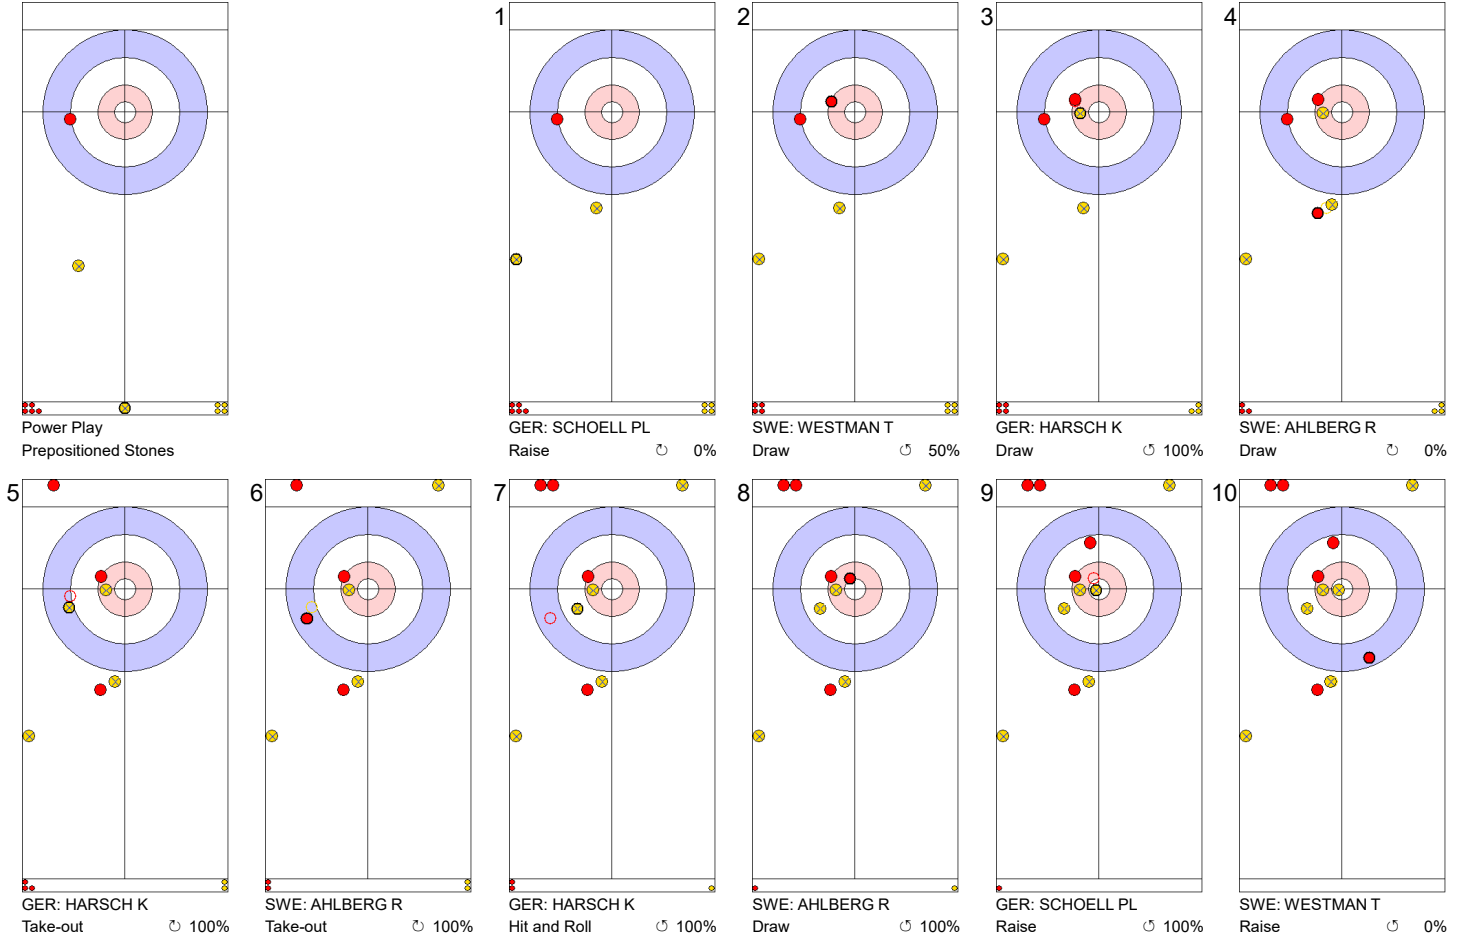 1
2
3
4
Power Play
Prepositioned Stones
GER: SCHOELL PL
Raise ↻ 0%
SWE: WESTMAN T
Draw ↺ 50%
GER: HARSCH K
Draw ↺ 100%
SWE: AHLBERG R
Draw ↺ 0%
5
6
7
8
9
10
GER: HARSCH K
Take-out ↻ 100%
SWE: AHLBERG R
Take-out ↻ 100%
GER: HARSCH K
Hit and Roll ↺ 100%
SWE: AHLBERG R
Draw ↺ 100%
GER: SCHOELL PL
Raise ↺ 100%
SWE: WESTMAN T
Raise ↺ 0%